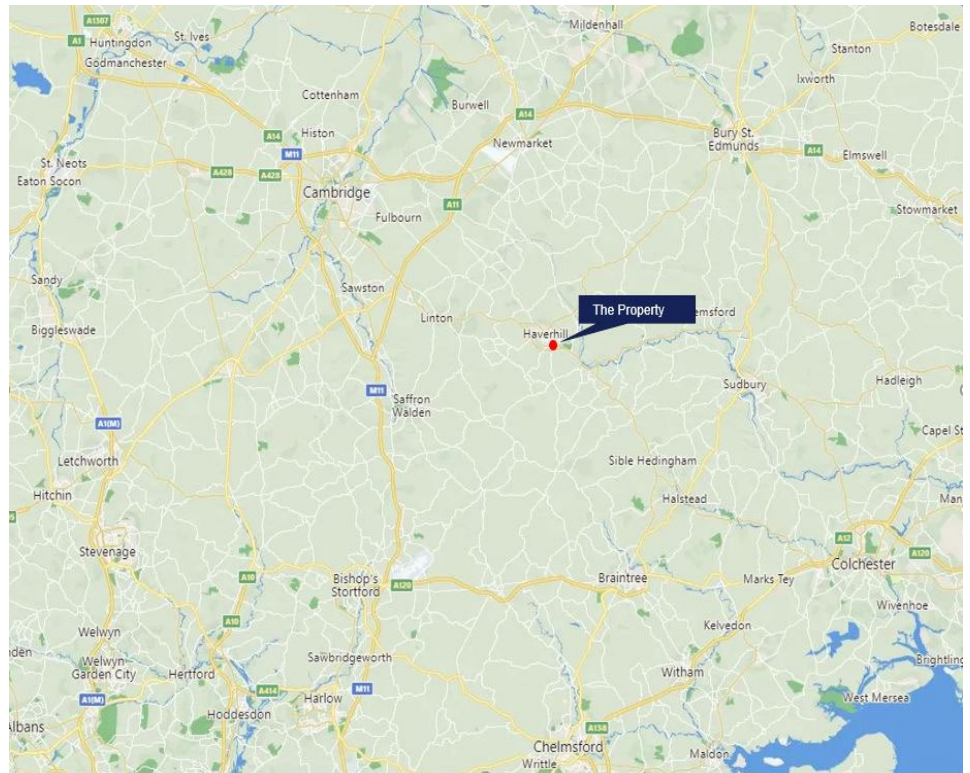 Mildenhall
Botesdale
A1307
St. Ives
A1
Huntingdon
Stanton
Godmanchester
Ixworth
Cottenham
Burwell
A14
A14
Histon
Newmarket
Bury St.
Edmunds
M11
A14
Elmswell
St. Neots
A428
A428
Eaton Socon
Cambridge
A11
Fulbourn
Stowmarket
Sandy
Sawston
The Property
emsford
Linton
Biggleswade
Haverhill
Sudbury
Hadleigh
M11
Saffron
Walden
A1(M)
Capel St
Letchworth
Sible Hedingham
Hitchin
Halstead
Man
Stevenage
A12
A120
Colchester
A10
Bishop's
Stortford
A120
Braintree
Marks Tey
Wivenhoe
A10
Kelvedon
Welwyn
den
Welwyn
Garden City
Hertford
Sawbridgeworth
Witham
Brightling
A414
M11
A1(M)
Harlow
West Mersea
Hoddesdon
Albans
A138
Chelmsford
Maldon
Writtle